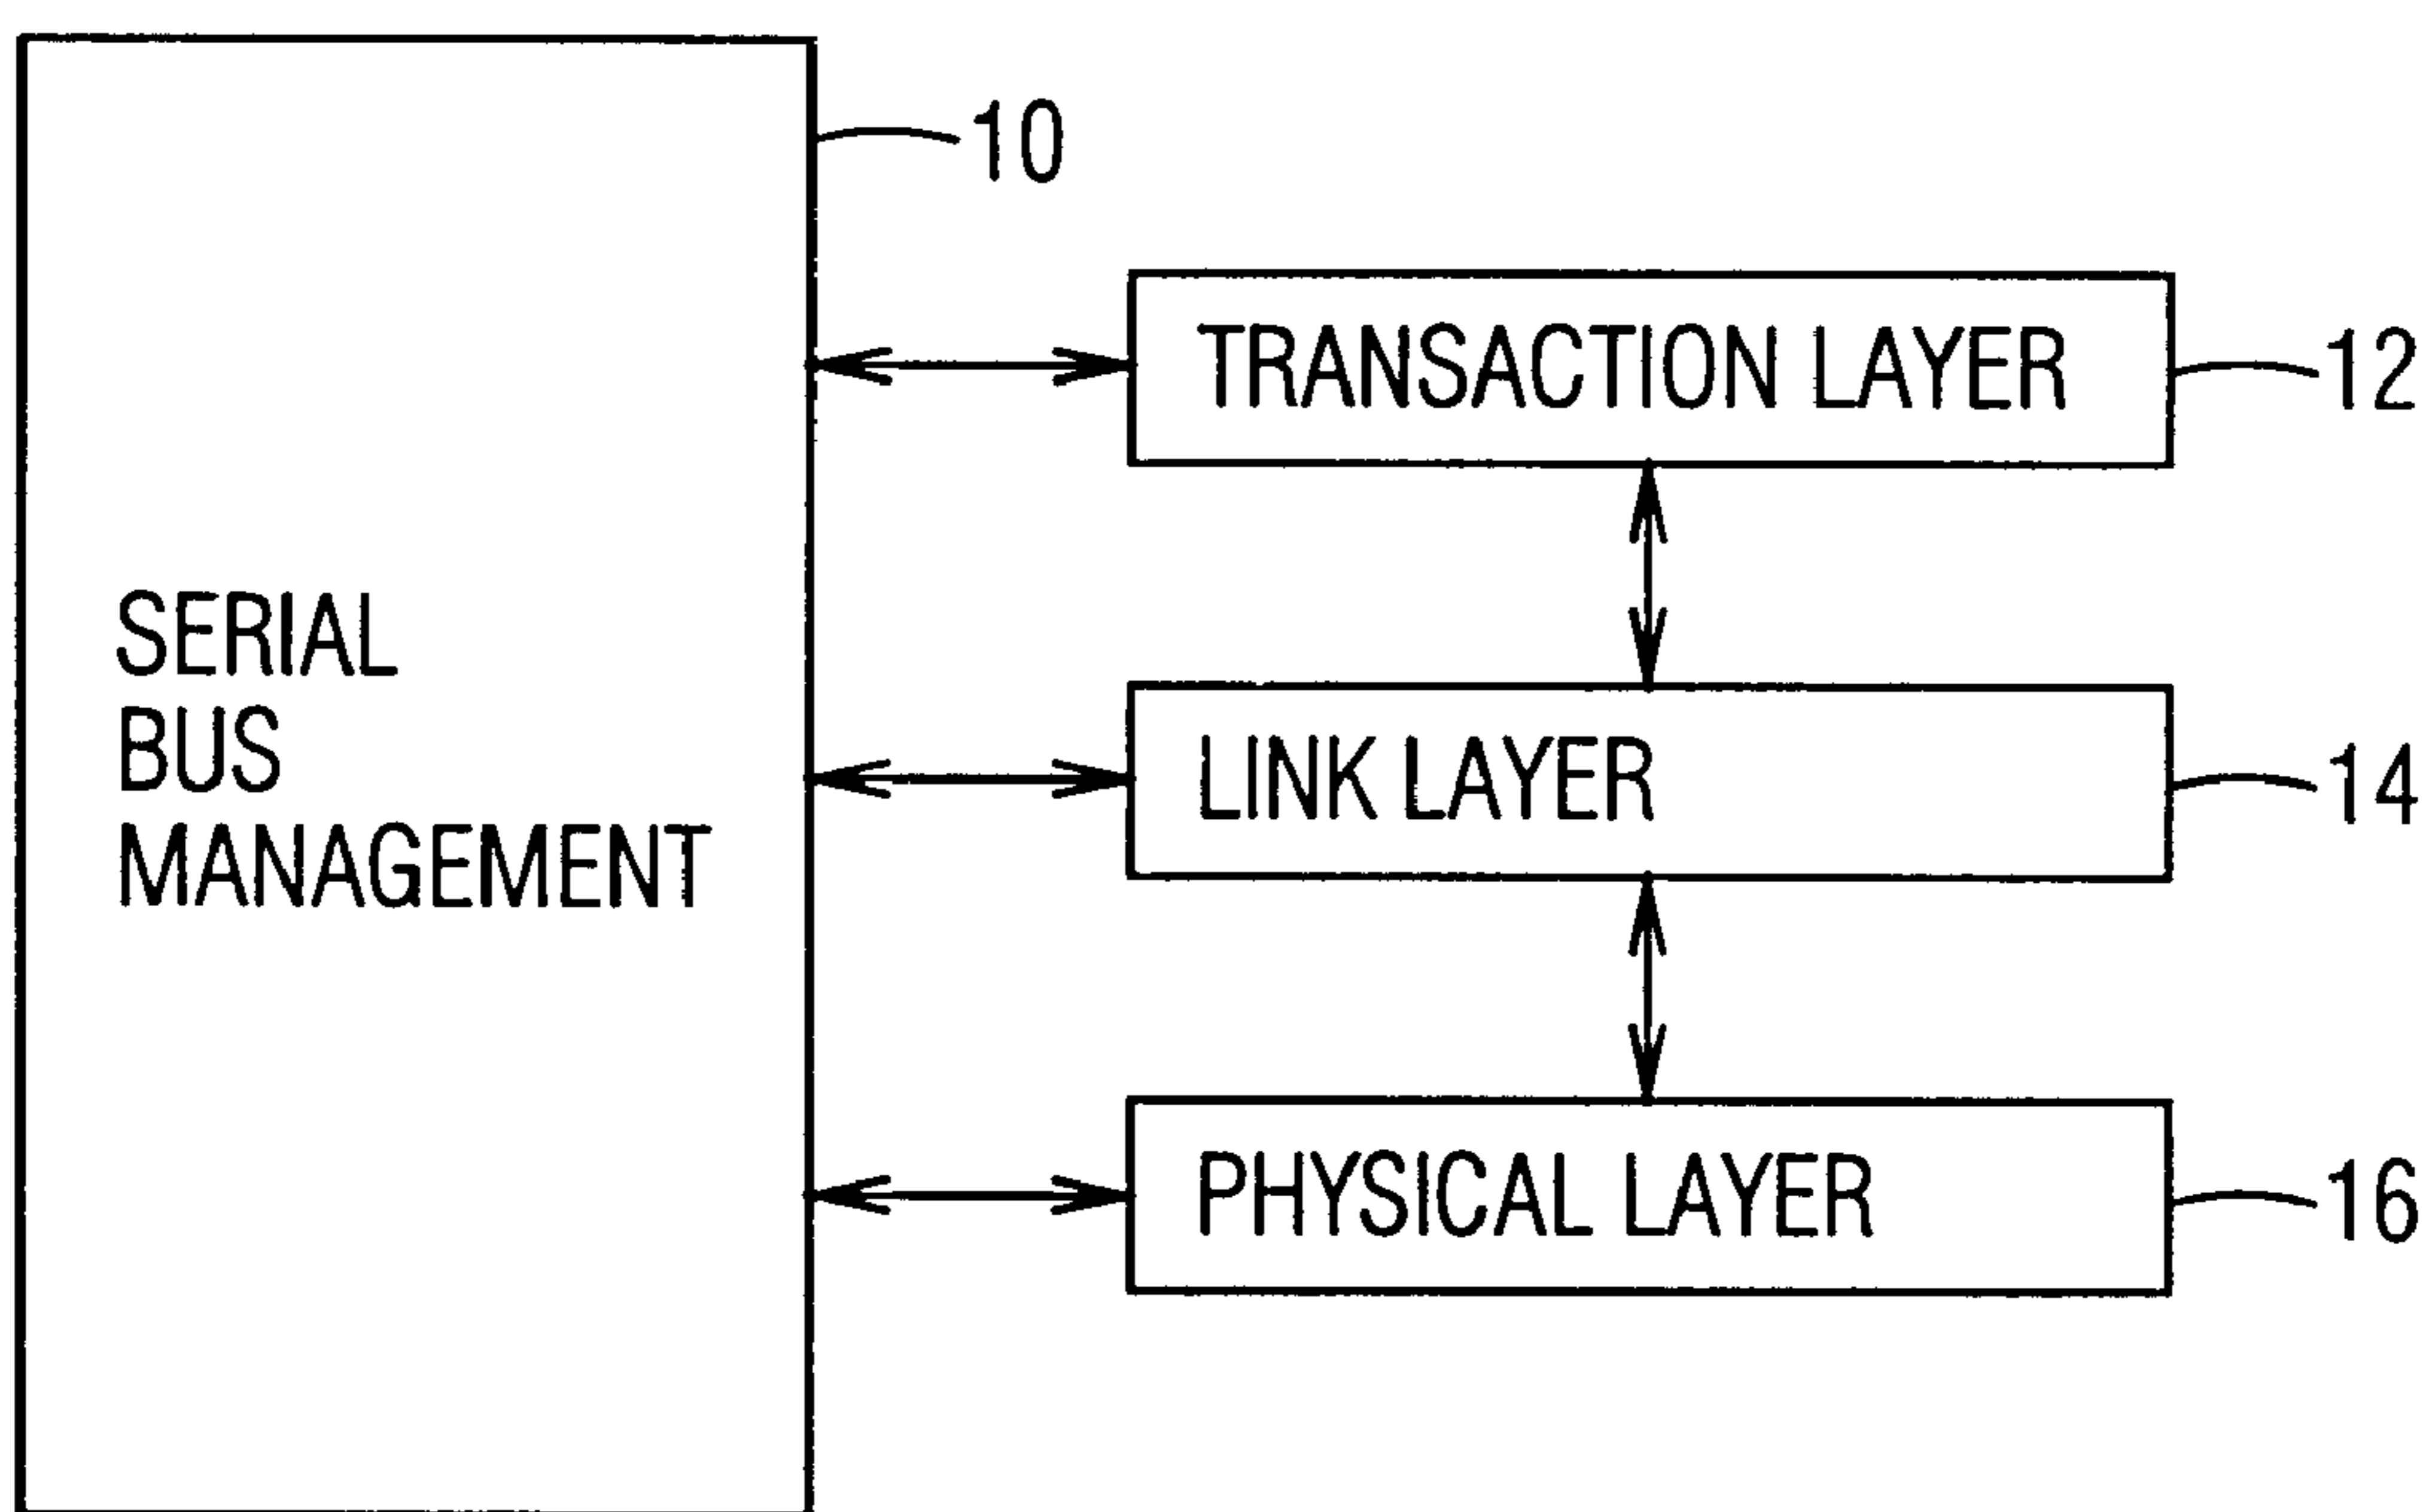 10
TRANSACTION LAYER
12
SERIAL
BUS
MANAGEMENT
LINK LAYER
14
PHYSICAL LAYER
16